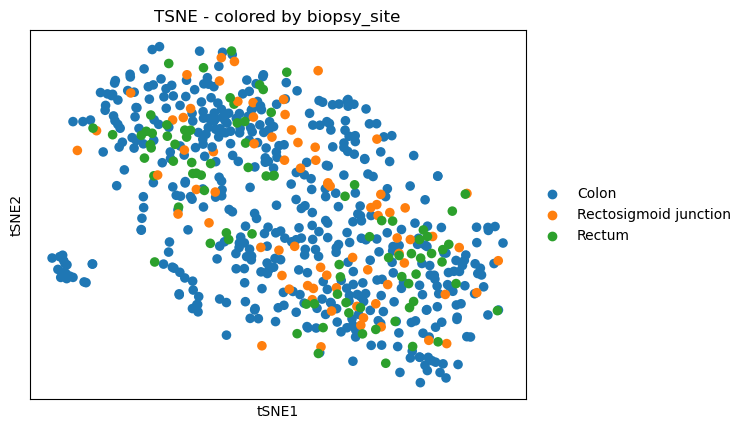 TSNE - colored by biopsy_site
tSNE2
Colon
Rectosigmoid junction
Rectum
tSNE1